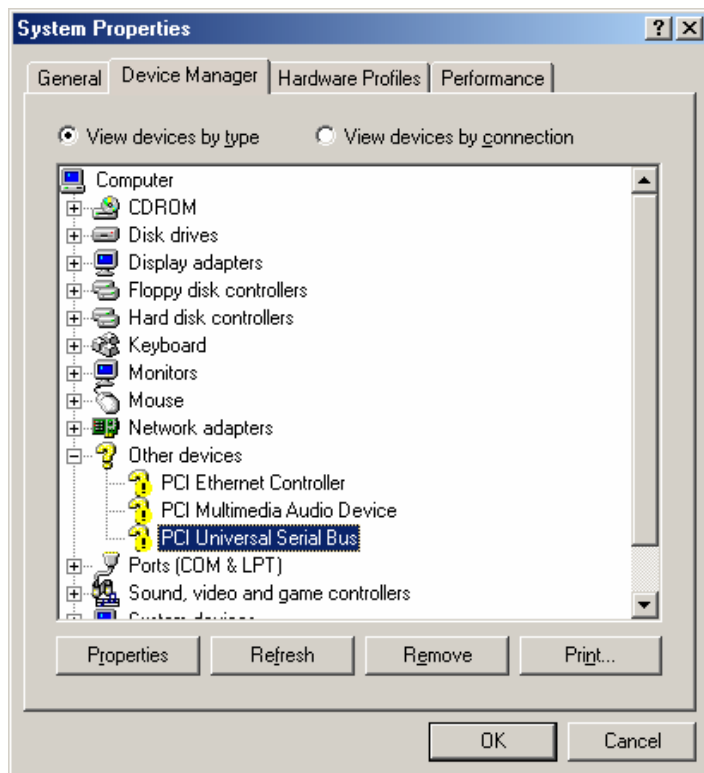 System Properties
General Device Manager Hardware Profiles Performance
View devices by type View devices by connection
Computer
CDROM
Disk drives
Display adapters
Floppy disk controllers
Hard disk controllers
Keyboard
Monitors
Mouse
Network adapters
Other devices
PCI Ethernet Controller
PCI Multimedia Audio Device
PCI Universal Serial Bus
Ports (COM & LPT)
Sound, video and game controllers
System devices
Properties Refresh Remove Print...
OK Cancel